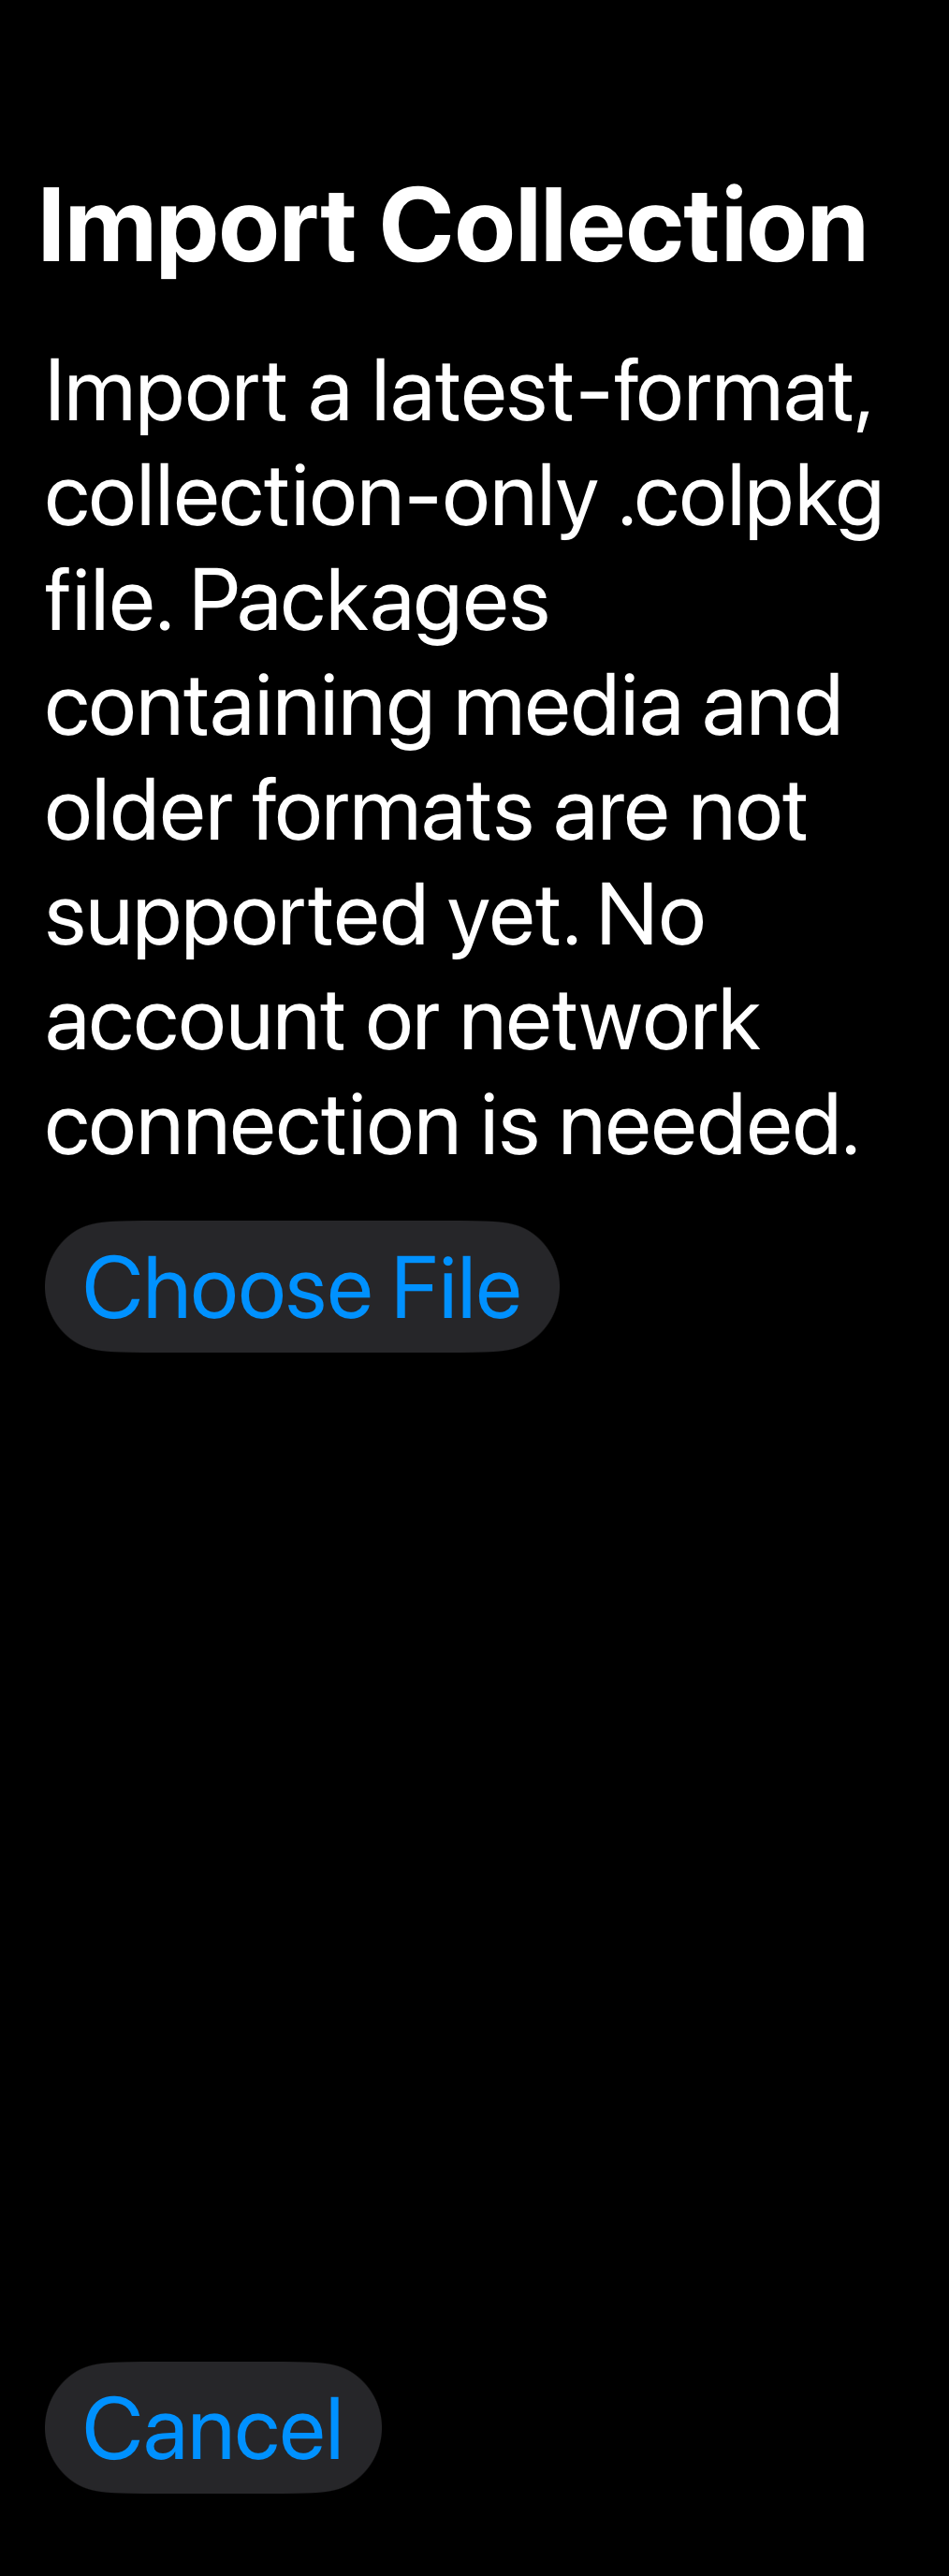 Import Collection
Import a latest-format,
collection-only .colpkg
file. Packages
containing media and
older formats are not
supported yet. No
account or network
connection is needed.
Choose File
Cancel